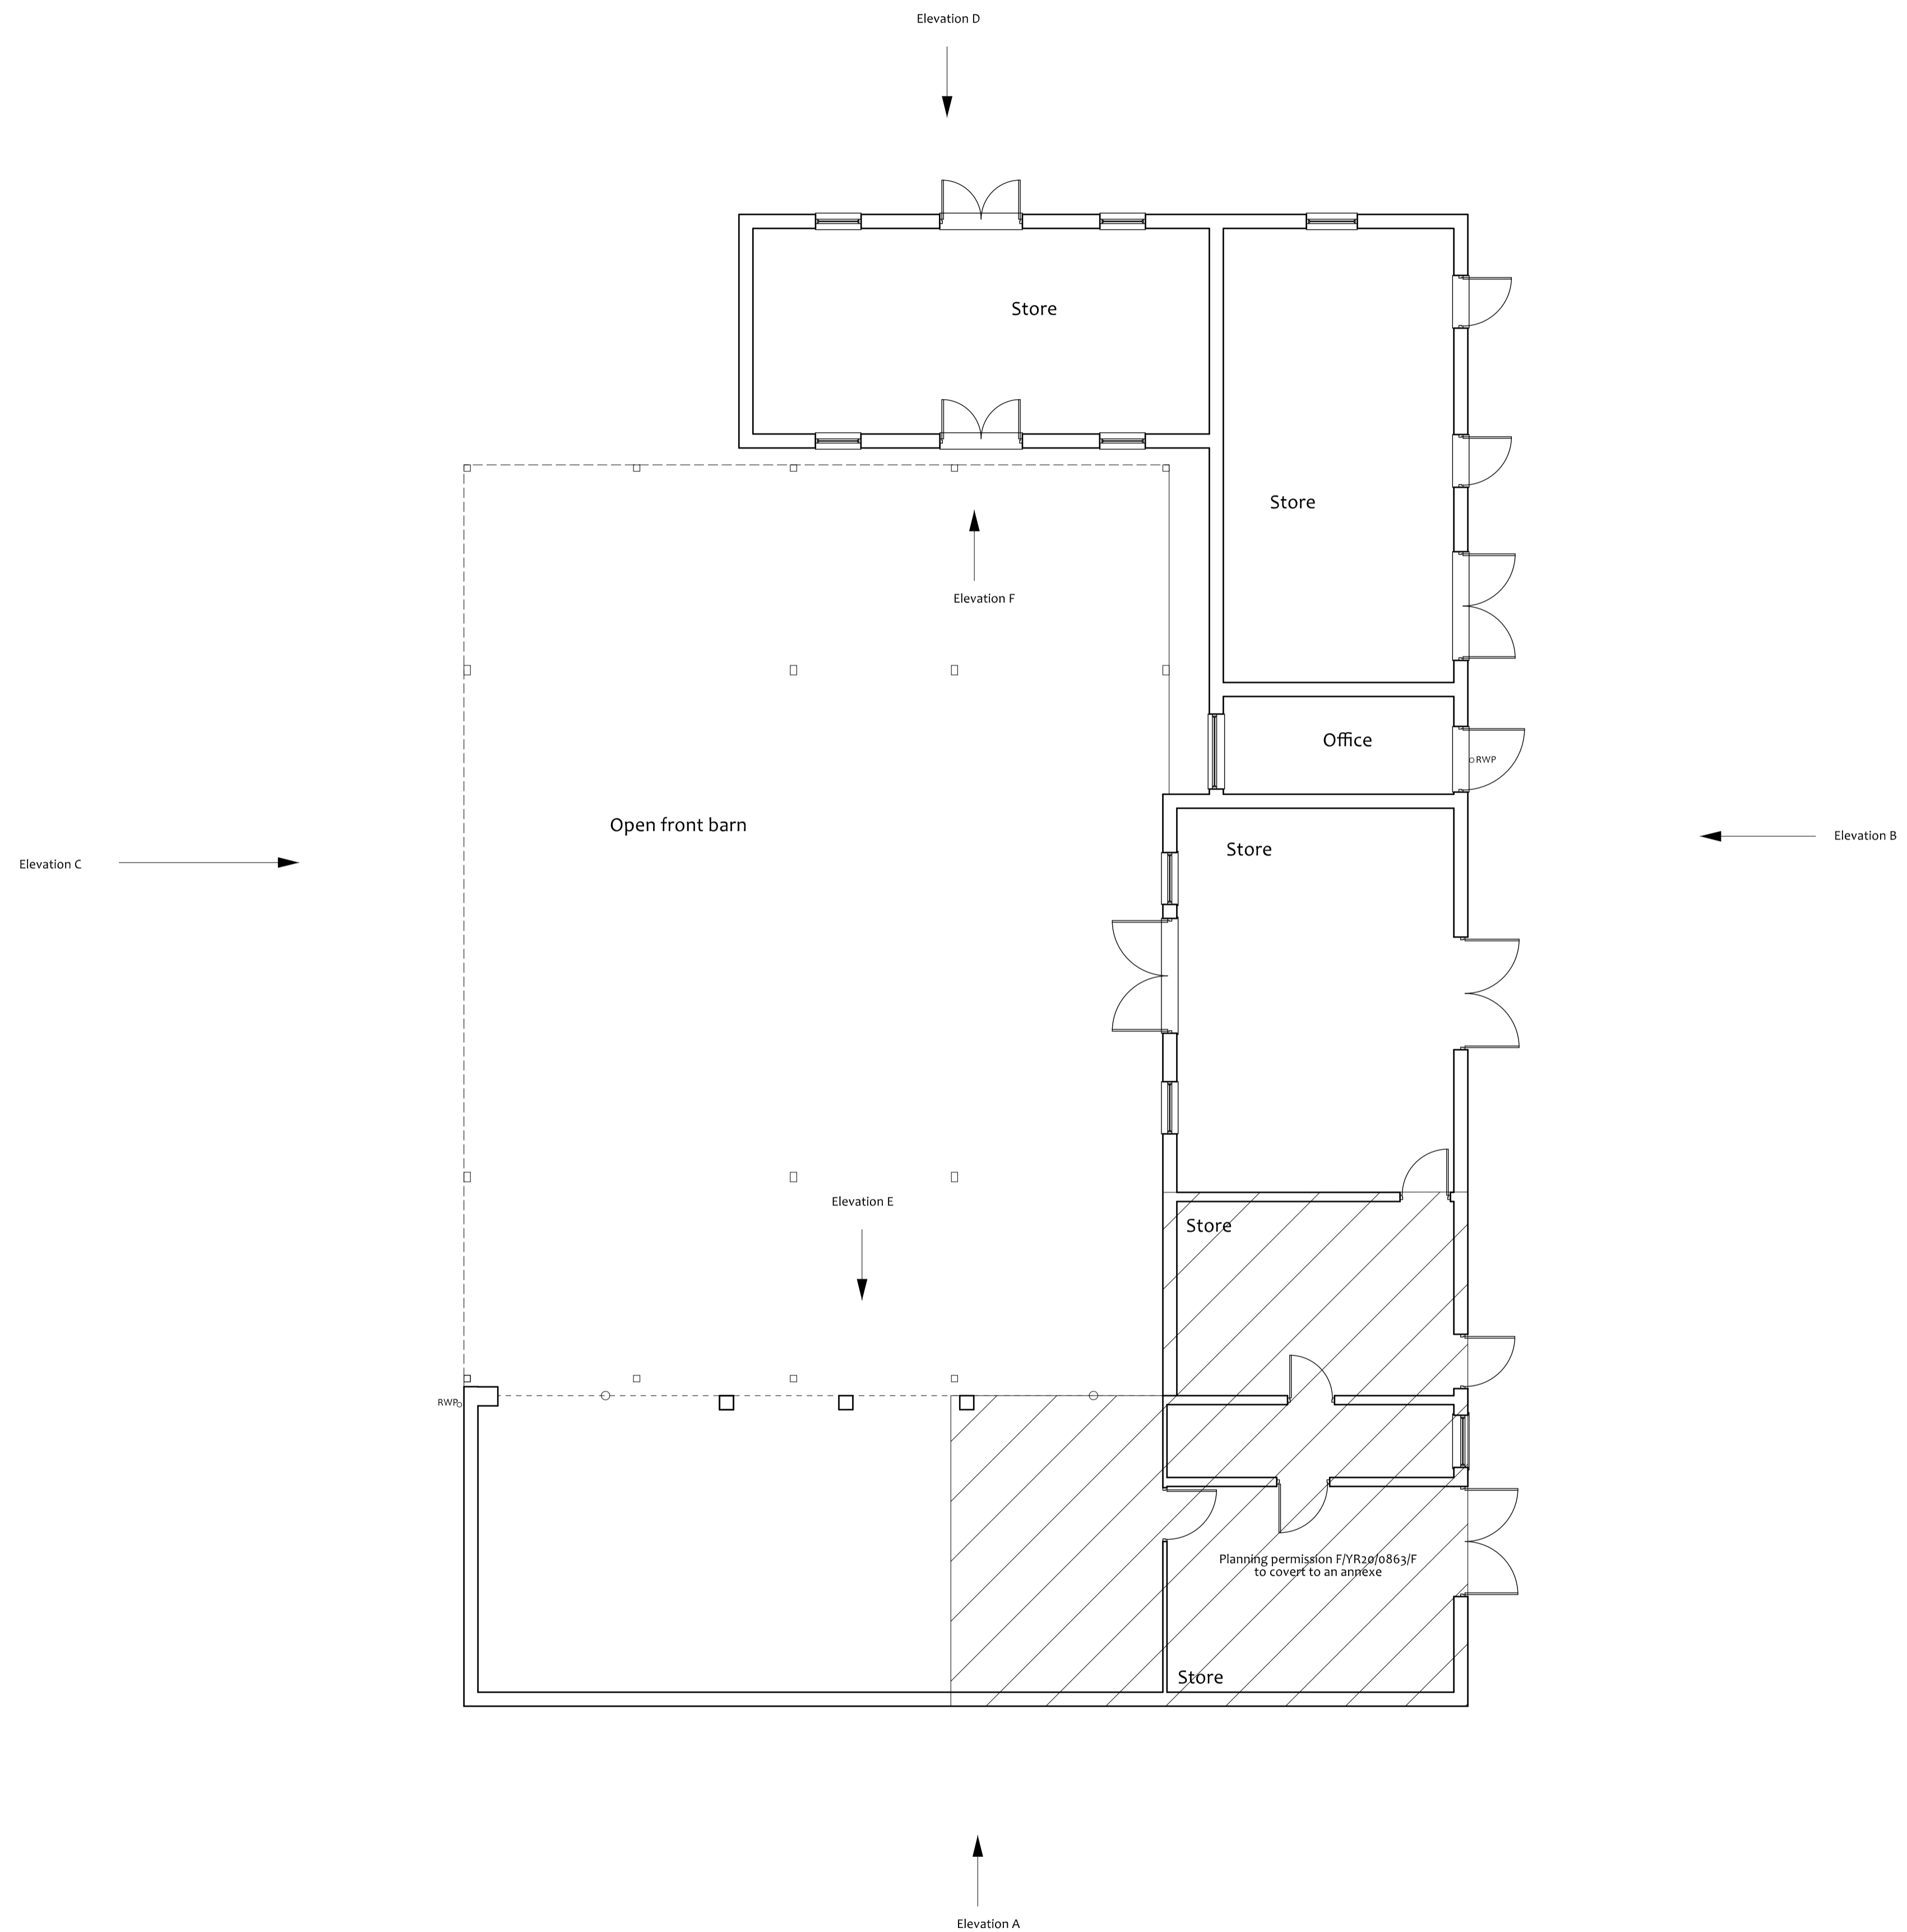 Elevation D
Store
Store
Elevation F
Office
RWP
Open front barn
Elevation B
Store
Elevation C
Elevation E
Store
RWP
Planning permission F/YR20/0863/F
to covert to an annexe
Store
Elevation A